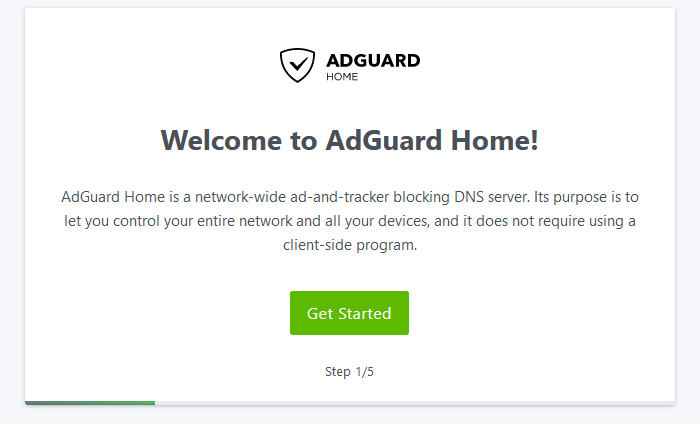 ADGUARD
HOME
Welcome to AdGuard Home!
AdGuard Home is a network-wide ad-and-tracker blocking DNS server. Its purpose is to
let you control your entire network and all your devices, and it does not require using a
client-side program.
Get Started
Step 1/5